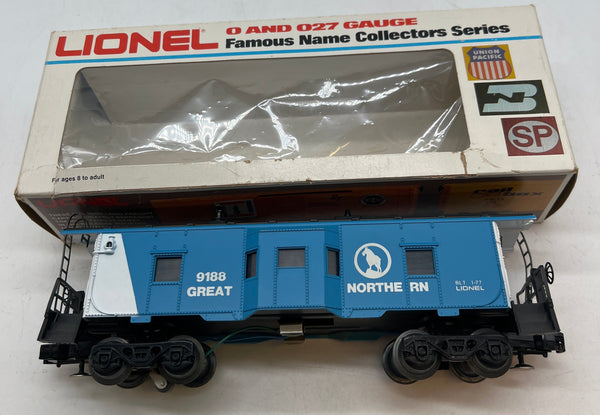 LIONEL
O AND O27 GAUGE
Famous Name Collectors Series
UNION
PACIFIC
SP
For ages 8 to adult
9188
GREAT NORTHE RN
BLT 1-77
LIONEL